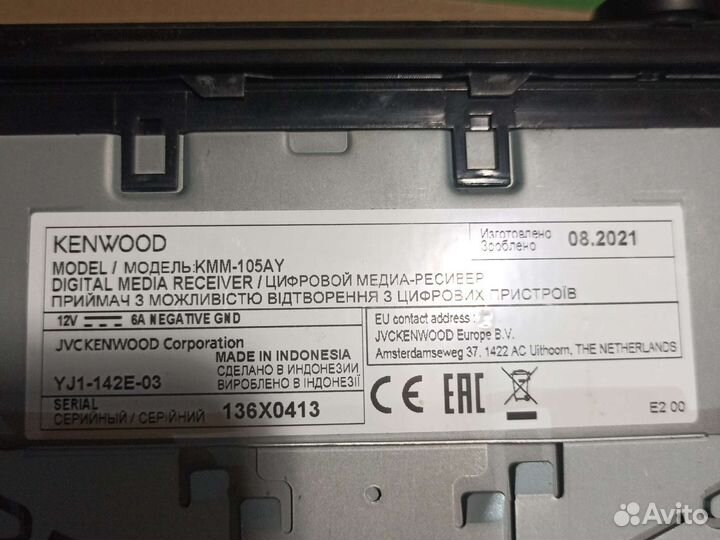 KENWOOD
Изготовлено
Зроблено
08.2021
MODEL / МОДЕЛЬ:KMM-105AY
DIGITAL MEDIA RECEIVER / ЦИФРОВОЙ МЕДИА-РЕСИВЕР
ПРИЙМАЧ З МОЖЛИВІСТЮ ВІДТВОРЕННЯ З ЦИФРОВИХ ПРИСТРОЇВ
12V 6A NEGATIVE GND
JVCKENWOOD Corporation
MADE IN INDONESIA
СДЕЛАНО В ИНДОНЕЗИИ
ВИРОБЛЕНО В ІНДОНЕЗІЇ
YJ1-142E-03
SERIAL
СЕРИЙНЫЙ / СЕРІЙНИЙ
136X0413
EU contact address :
JVCKENWOOD Europe B.V.
Amsterdamseweg 37, 1422 AC Uithoorn, THE NETHERLANDS
CE EAC
E2 00
Avito